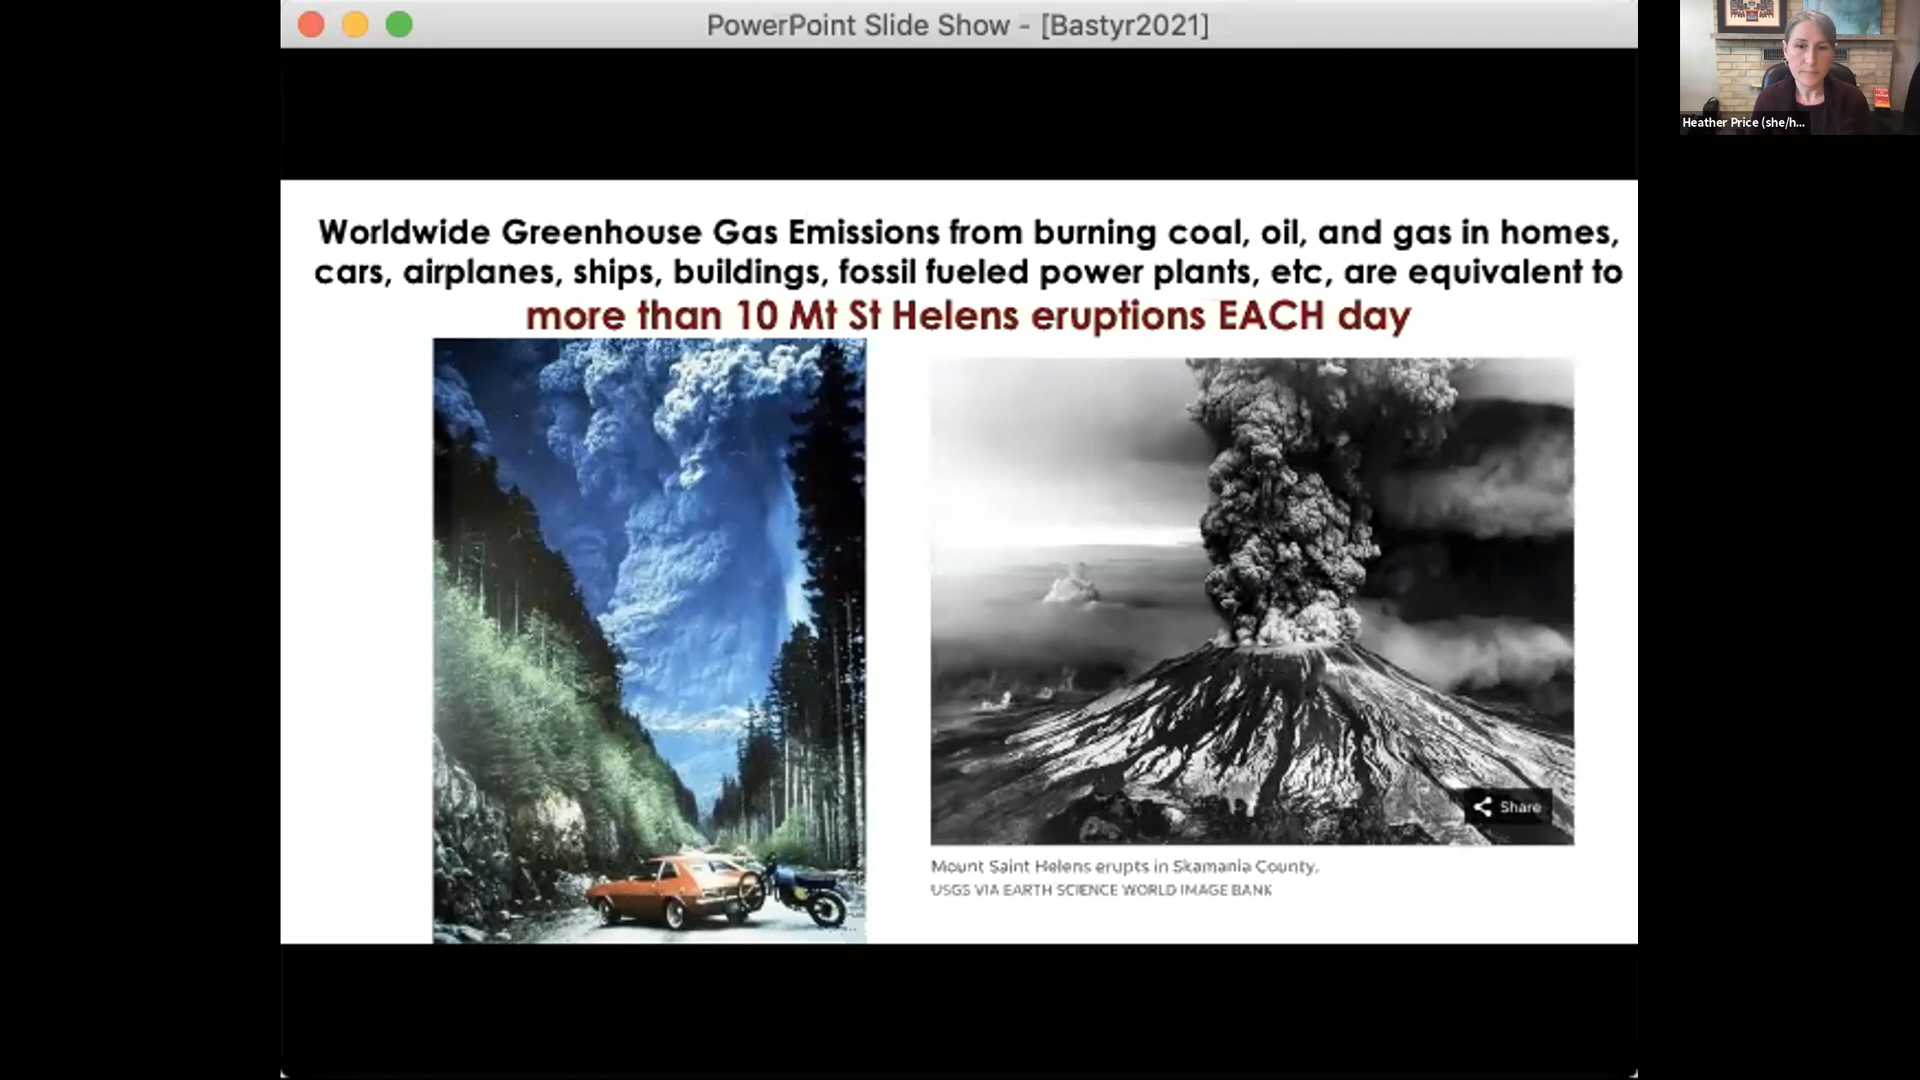 PowerPoint Slide Show - [Bastyr2021]
Heather Price (she/h...
Worldwide Greenhouse Gas Emissions from burning coal, oil, and gas in homes,
cars, airplanes, ships, buildings, fossil fueled power plants, etc, are equivalent to
more than 10 Mt St Helens eruptions EACH day
Share
Mount Saint Helens erupts in Skamania County.
USGS VIA EARTH SCIENCE WORLD IMAGE BANK